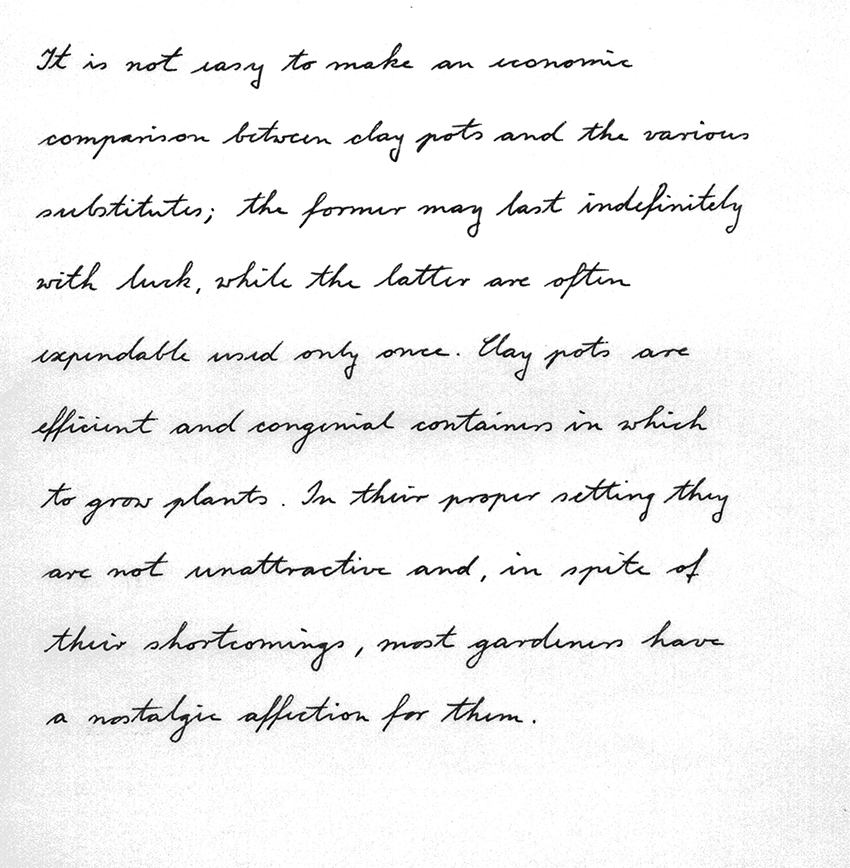 It is not easy to make an economic
comparison between clay pots and the various
substitutes; the former may last indefinitely
with luck, while the latter are often
expendable used only once. Clay pots are
efficient and congenial containers in which
to grow plants. In their proper setting they
are not unattractive and, in spite of
their shortcomings, most gardeners have
a nostalgic affection for them.